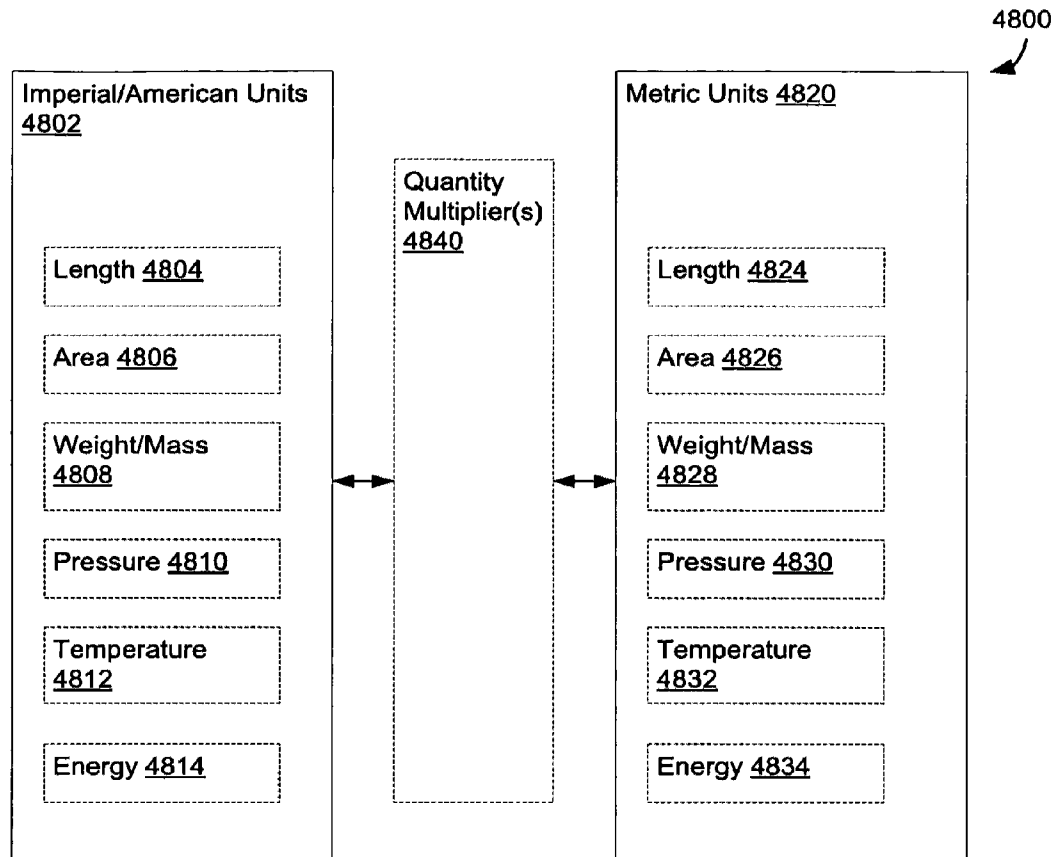 4800
Imperial/American Units
4802
Length 4804
Area 4806
Weight/Mass
4808
Pressure 4810
Temperature
4812
Energy 4814
Quantity
Multiplier(s)
4840
Metric Units 4820
Length 4824
Area 4826
Weight/Mass
4828
Pressure 4830
Temperature
4832
Energy 4834